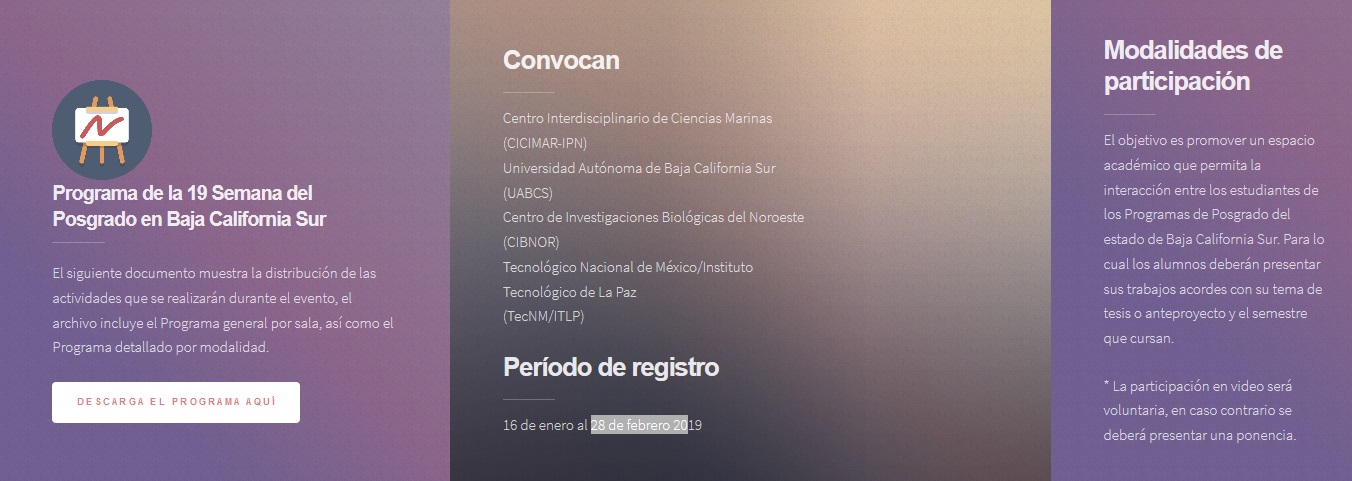 Programa de la 19 Semana del
Posgrado en Baja California Sur
El siguiente documento muestra la distribución de las
actividades que se realizarán durante el evento, el
archivo incluye el Programa general por sala, así como el
Programa detallado por modalidad.
DESCARGA EL PROGRAMA AQUÍ
Convocan
Centro Interdisciplinario de Ciencias Marinas
(CICIMAR-IPN)
Universidad Autónoma de Baja California Sur
(UABCS)
Centro de Investigaciones Biológicas del Noroeste
(CIBNOR)
Tecnológico Nacional de México/Instituto
Tecnológico de La Paz
(TecNM/ITLP)
Período de registro
16 de enero al 28 de febrero 2019
Modalidades de
participación
El objetivo es promover un espacio
académico que permita la
interacción entre los estudiantes de
los Programas de Posgrado del
estado de Baja California Sur. Para lo
cual los alumnos deberán presentar
sus trabajos acordes con su tema de
tesis o anteproyecto y el semestre
que cursan.
* La participación en video será
voluntaria, en caso contrario se
deberá presentar una ponencia.